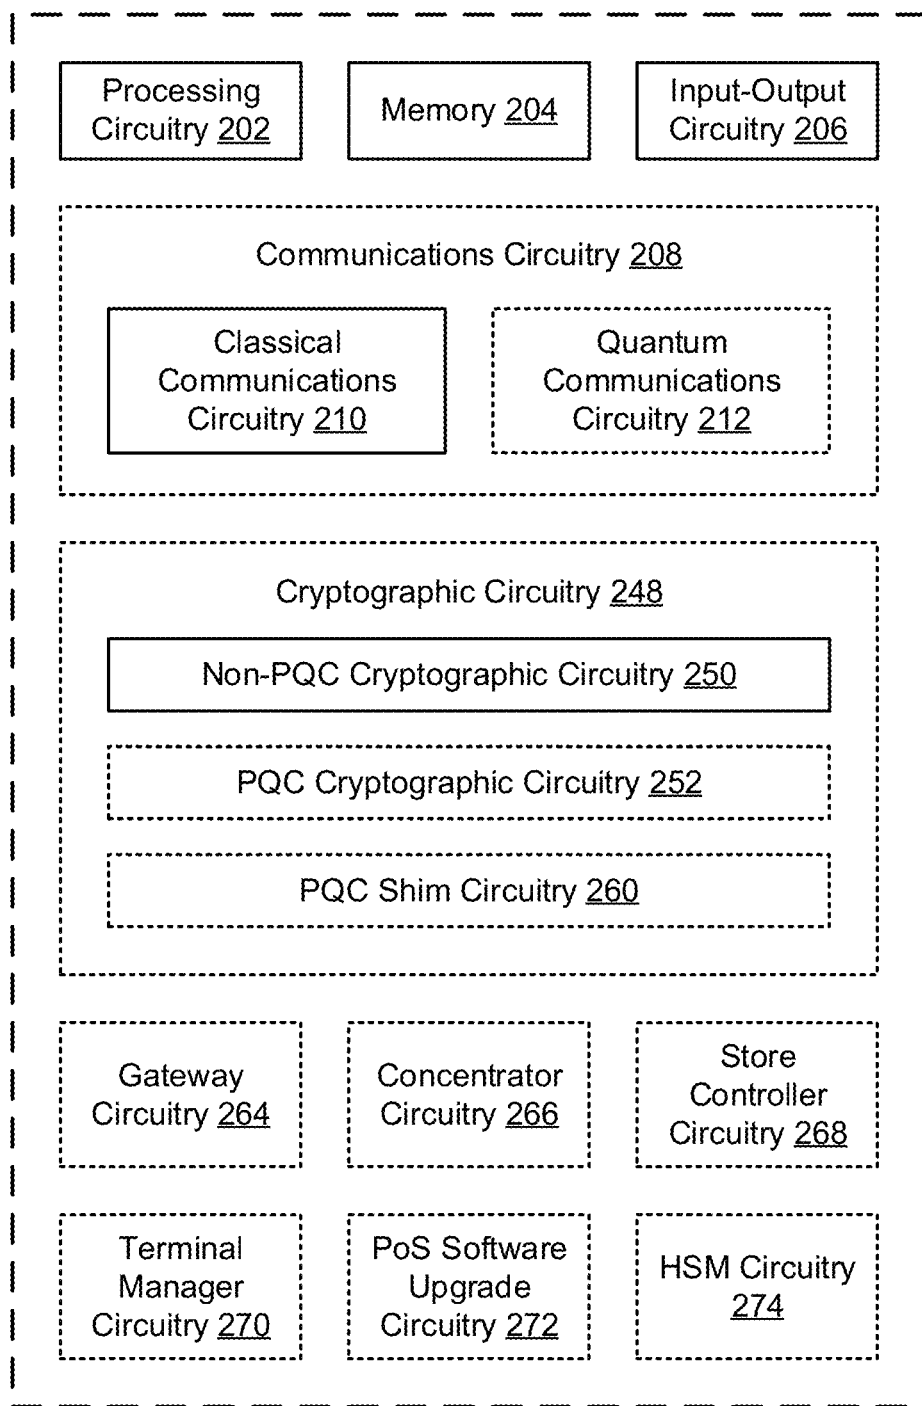 Processing
Circuitry 202
Memory 204
Input-Output
Circuitry 206
Communications Circuitry 208
Classical
Communications
Circuitry 210
Quantum
Communications
Circuitry 212
Cryptographic Circuitry 248
Non-PQC Cryptographic Circuitry 250
PQC Cryptographic Circuitry 252
PQC Shim Circuitry 260
Gateway
Circuitry 264
Concentrator
Circuitry 266
Store
Controller
Circuitry 268
Terminal
Manager
Circuitry 270
PoS Software
Upgrade
Circuitry 272
HSM Circuitry
274